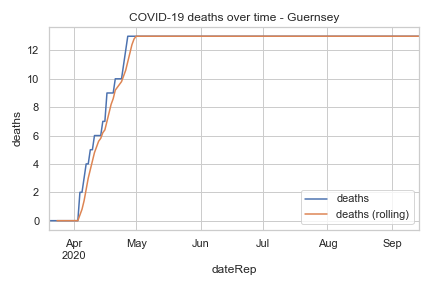 COVID-19 deaths over time - Guernsey
deaths
12
10
8
6
4
2
0
Apr
2020
May
Jun
Jul
Aug
Sep
dateRep
deaths
deaths (rolling)